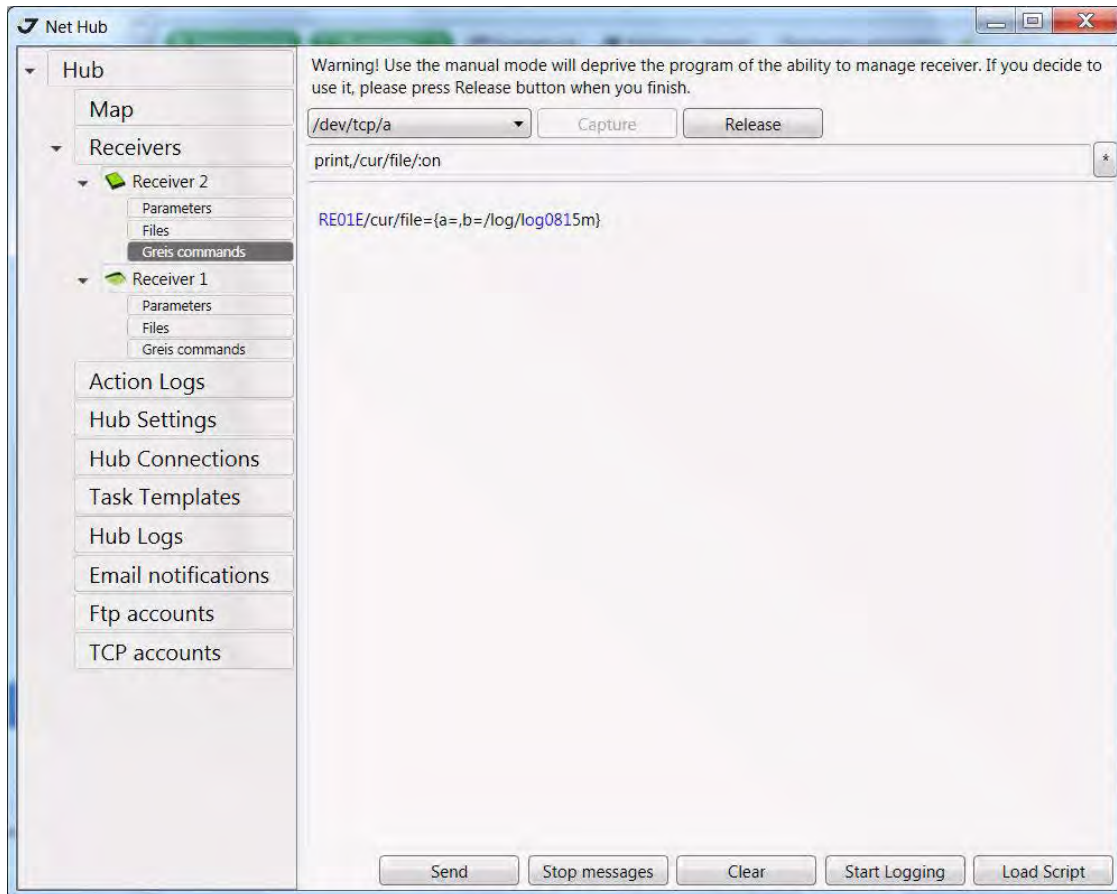 Net Hub
Hub
Map
Receivers
Receiver 2
Parameters
Files
Greis commands
Receiver 1
Parameters
Files
Greis commands
Action Logs
Hub Settings
Hub Connections
Task Templates
Hub Logs
Email notifications
Ftp accounts
TCP accounts
Warning! Use the manual mode will deprive the program of the ability to manage receiver. If you decide to
use it, please press Release button when you finish.
/dev/tcp/a Capture Release
print,/cur/file/:on *
RE01E/cur/file={a=,b=/log/log0815m}
Send Stop messages Clear Start Logging Load Script